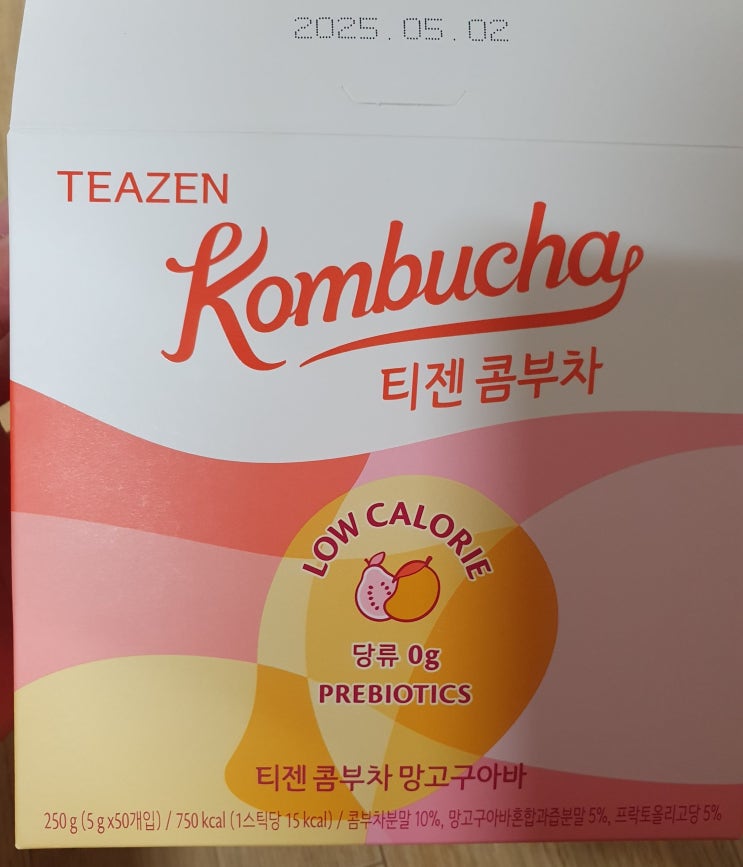 2025.05.02
TEAZEN
Kombucha
티젠 콤부차
LOW CALORIE
당류 0g
PREBIOTICS
티젠 콤부차 망고구아바
250 g (5 g x50개입) / 750 kcal (1스틱당 15 kcal) / 콤부차분말 10%, 망고구아바혼합과즙분말 5%, 프락토올리고당 5%